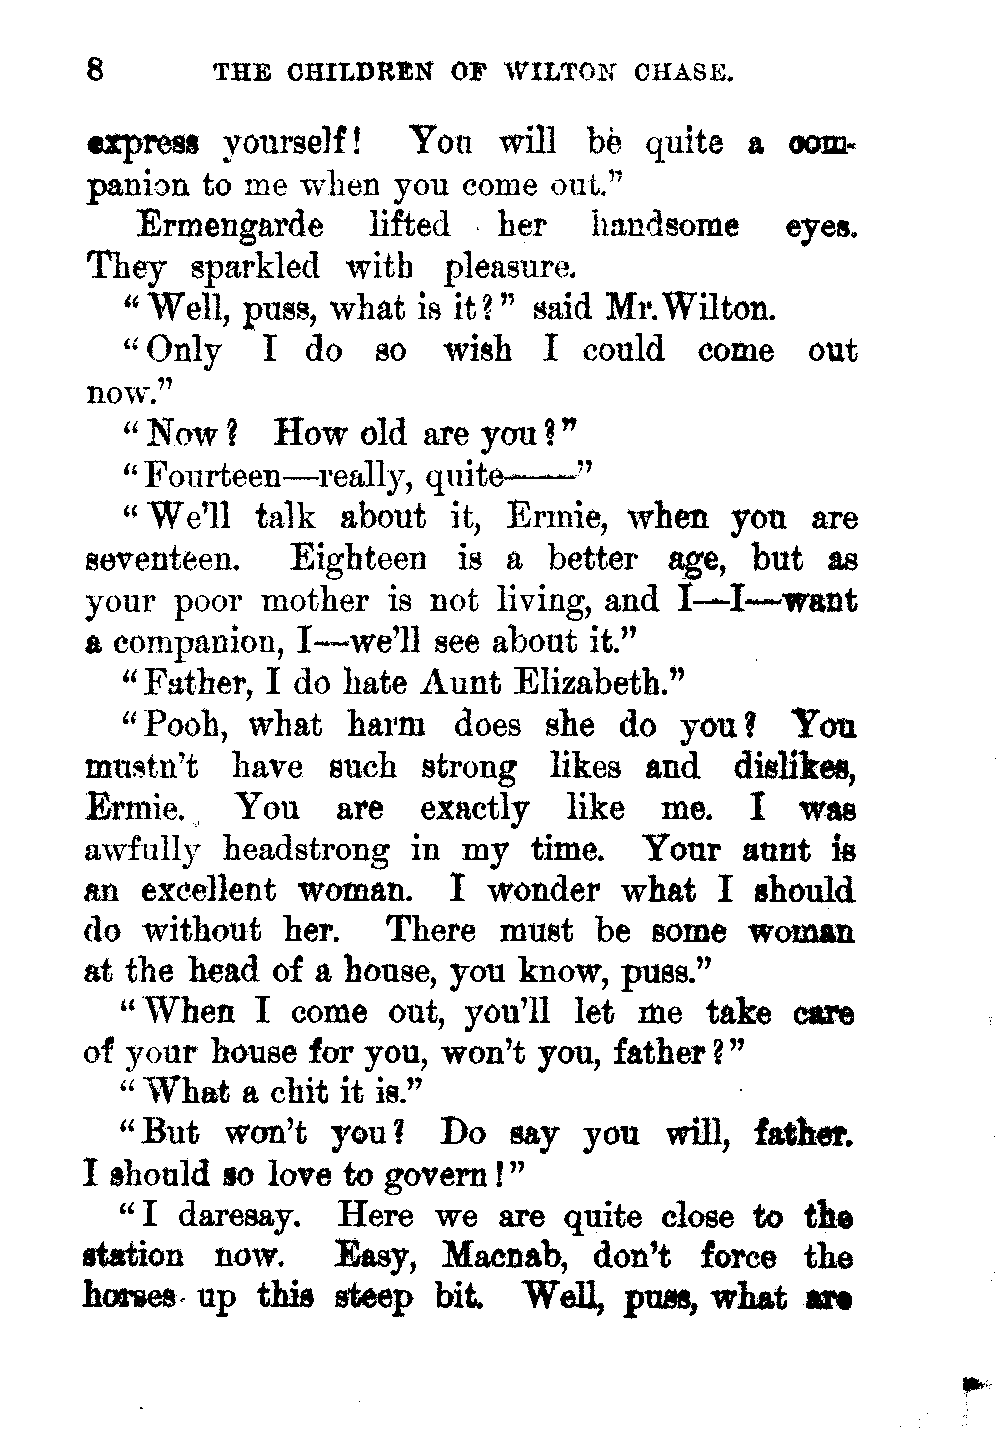 8 THE CHILDREN OF WILTON CHASE.
express yourself! You will be quite a com-
panion to me when you come out.”
Ermengarde lifted her handsome eyes.
They sparkled with pleasure.
“Well, puss, what is it?” said Mr. Wilton.
“Only I do so wish I could come out
now.”
“Now? How old are you?”
“Fourteen—really, quite——”
“We’ll talk about it, Ermie, when you are
seventeen. Eighteen is a better age, but as
your poor mother is not living, and I—I—want
a companion, I—we’ll see about it.”
“Father, I do hate Aunt Elizabeth.”
“Pooh, what harm does she do you? You
mustn’t have such strong likes and dislikes,
Ermie. You are exactly like me. I was
awfully headstrong in my time. Your aunt is
an excellent woman. I wonder what I should
do without her. There must be some woman
at the head of a house, you know, puss.”
“When I come out, you’ll let me take care
of your house for you, won’t you, father?”
“What a chit it is.”
“But won’t you? Do say you will, father.
I should so love to govern!”
“I daresay. Here we are quite close to the
station now. Easy, Macnab, don’t force the
horses up this steep bit. Well, puss, what are